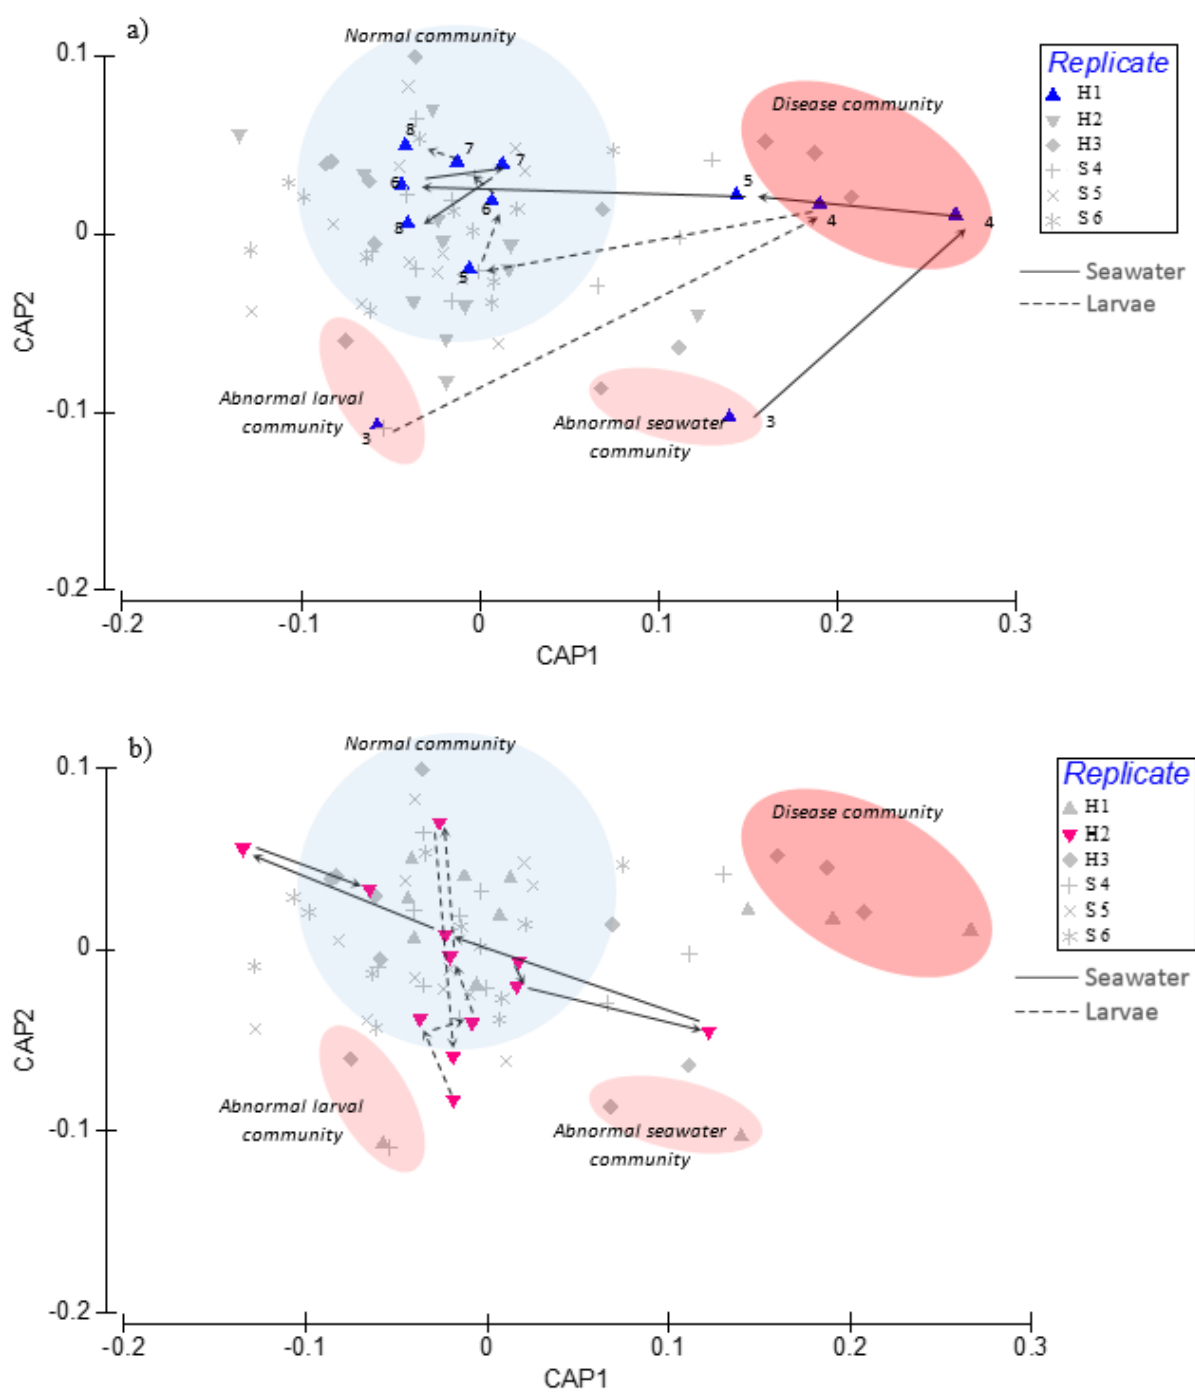 a)
Normal community
Disease community
Abnormal larval
community
Abnormal seawater
community
8
7
7
6
6
8
5
5
4
4
3
3
0.1
0
-0.1
-0.2
CAP2
-0.2
-0.1
0
0.1
0.2
0.3
CAP1
Replicate
H1
H2
H3
S4
S5
S6
Seawater
Larvae
b)
Normal community
Disease community
Abnormal larval
community
Abnormal seawater
community
0.1
0
-0.1
-0.2
CAP2
-0.2
-0.1
0
0.1
0.2
0.3
CAP1
Replicate
H1
H2
H3
S4
S5
S6
Seawater
Larvae